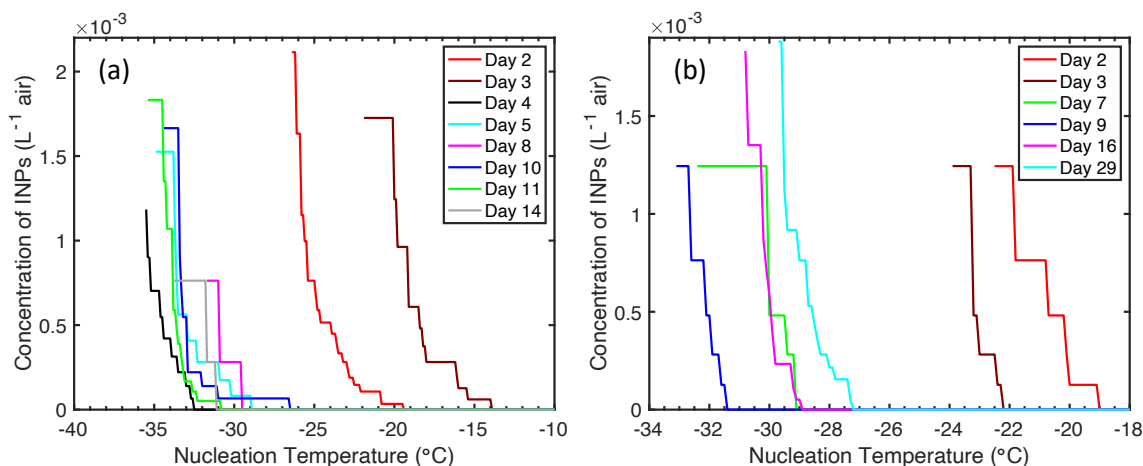 ×10⁻³
(a)
Day 2
Day 3
Day 4
Day 5
Day 8
Day 10
Day 11
Day 14
Concentration of INPs (L⁻¹ air)
2
1.5
1
0.5
0
-40 -35 -30 -25 -20 -15 -10
Nucleation Temperature (°C)
×10⁻³
(b)
Day 2
Day 3
Day 7
Day 9
Day 16
Day 29
Concentration of INPs (L⁻¹ air)
1.5
1
0.5
0
-34 -32 -30 -28 -26 -24 -22 -20 -18
Nucleation Temperature (°C)